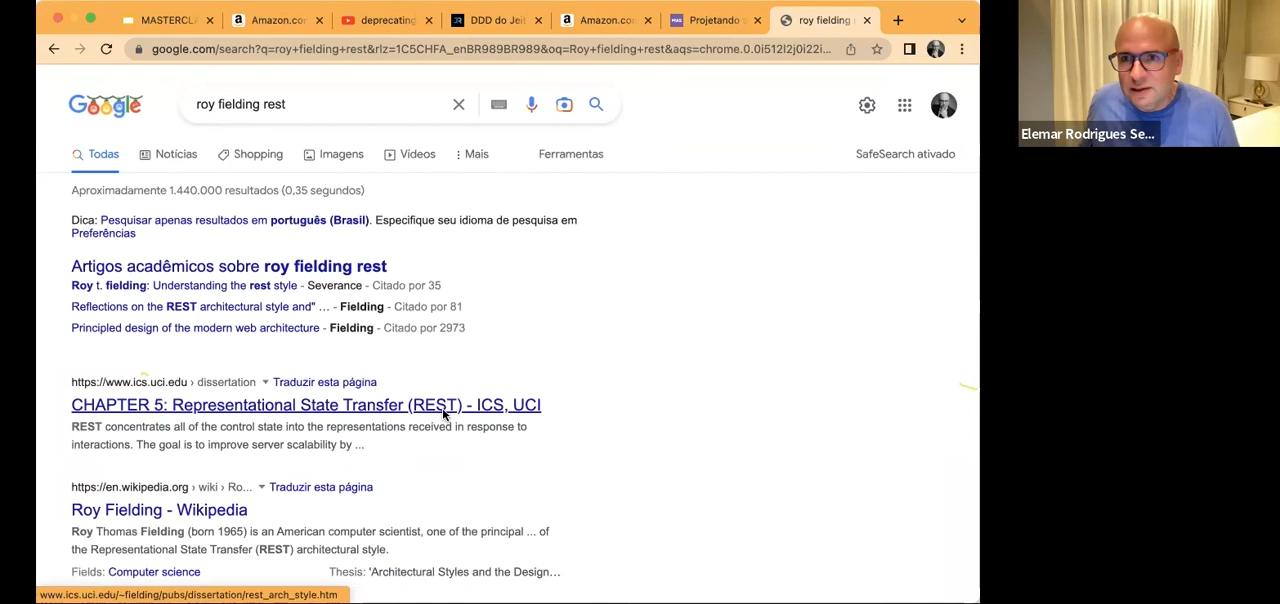 MASTERCLA
Amazon.co
deprecating
DDD do Jei
Amazon.co
Projetando s
roy fielding
google.com/search?q=roy+fielding+rest&rlz=1C5CHFA_enBR989BR989&oq=Roy+fielding+rest&aqs=chrome.0.0i512l2j0i22i...
Elemar Rodrigues Se...
Google
roy fielding rest
Todas
Notícias
Shopping
Imagens
Vídeos
Mais
Ferramentas
SafeSearch ativado
Aproximadamente 1.440.000 resultados (0,35 segundos)
Dica: Pesquisar apenas resultados em português (Brasil). Especifique seu idioma de pesquisa em
Preferências
Artigos acadêmicos sobre roy fielding rest
Roy t. fielding: Understanding the rest style - Severance - Citado por 35
Reflections on the REST architectural style and" ... - Fielding - Citado por 81
Principled design of the modern web architecture - Fielding - Citado por 2973
https://www.ics.uci.edu › dissertation Traduzir esta página
CHAPTER 5: Representational State Transfer (REST) - ICS, UCI
REST concentrates all of the control state into the representations received in response to
interactions. The goal is to improve server scalability by ...
https://en.wikipedia.org › wiki › Ro... Traduzir esta página
Roy Fielding - Wikipedia
Roy Thomas Fielding (born 1965) is an American computer scientist, one of the principal ... of
the Representational State Transfer (REST) architectural style.
Fields: Computer science
Thesis: 'Architectural Styles and the Design...
www.ics.uci.edu/~fielding/pubs/dissertation/rest_arch_style.htm